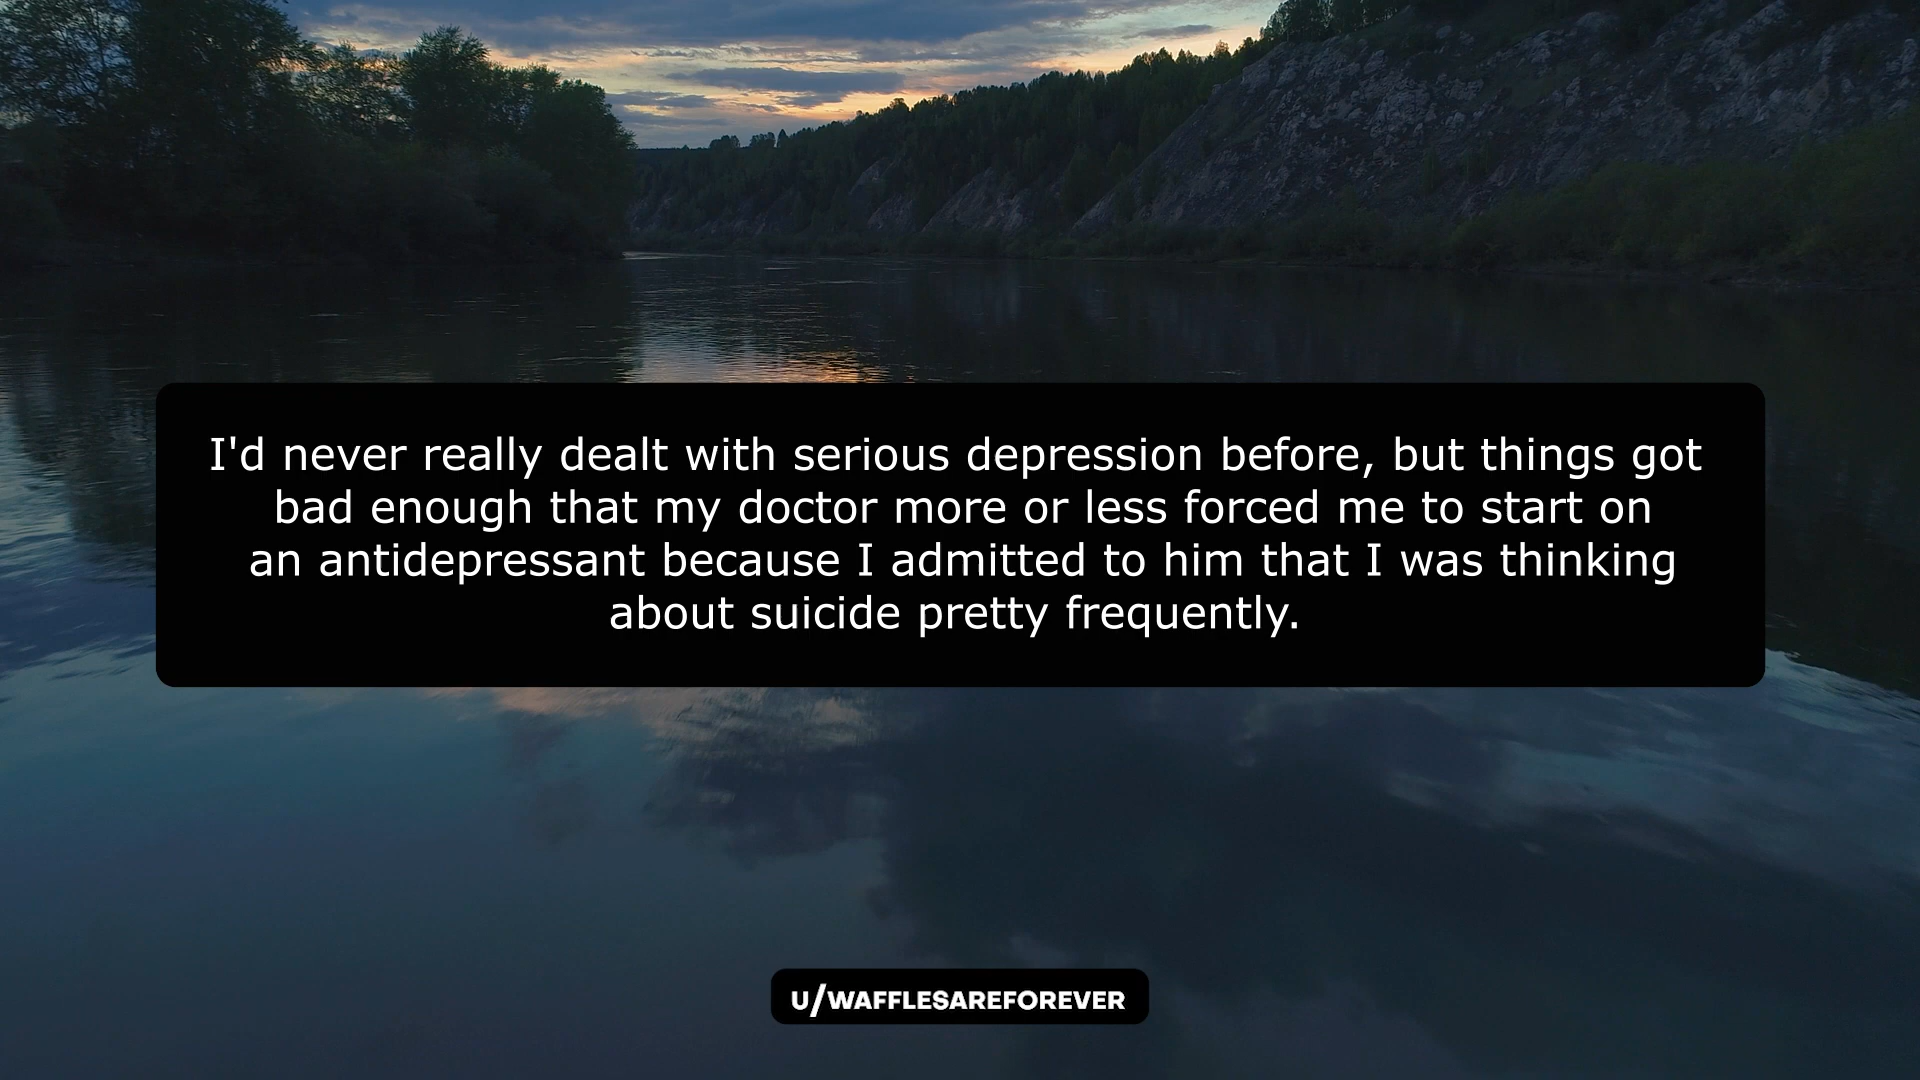 I'd never really dealt with serious depression before, but things got
bad enough that my doctor more or less forced me to start on
an antidepressant because I admitted to him that I was thinking
about suicide pretty frequently.
U/WAFFLESAREFOREVER